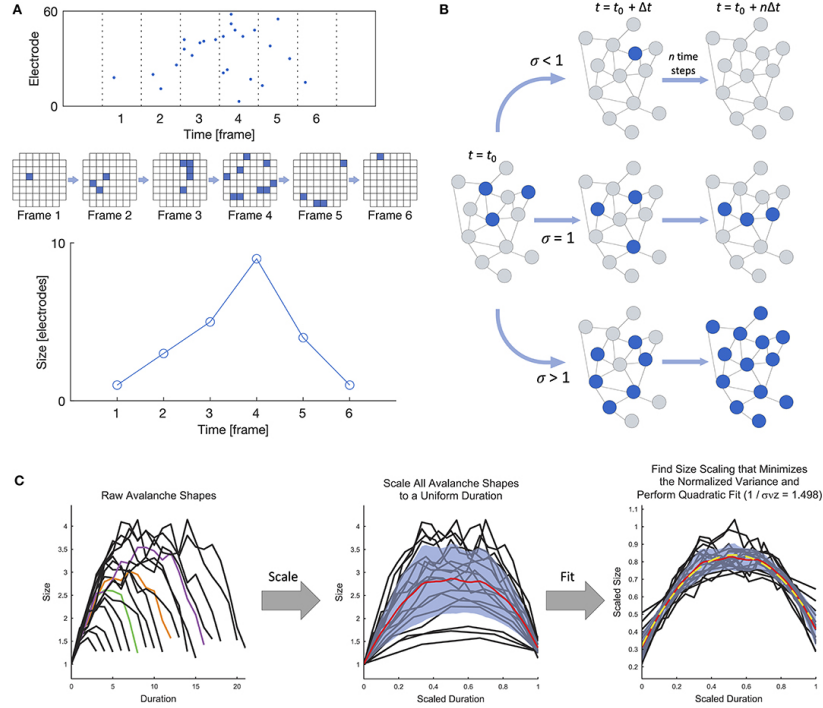 A
60
Electrode
0
1 2 3 4 5 6
Time [frame]
Frame 1 Frame 2 Frame 3 Frame 4 Frame 5 Frame 6
10
Size [electrodes]
0
1 2 3 4 5 6
Time [frame]
B
t = t0 + Δt
t = t0 + nΔt
σ < 1
n time
steps
t = t0
σ = 1
σ > 1
C
Raw Avalanche Shapes
4
3.5
3
2.5
2
1.5
1
Size
0 5 10 15 20
Duration
Scale
Scale All Avalanche Shapes
to a Uniform Duration
4
3.5
3
2.5
2
1.5
1
Size
0 0.2 0.4 0.6 0.8 1
Scaled Duration
Fit
Find Size Scaling that Minimizes
the Normalized Variance and
Perform Quadratic Fit (1 / σνz = 1.498)
1.1
1
0.9
0.8
0.7
0.6
0.5
0.4
0.3
0.2
Scaled Size
0 0.2 0.4 0.6 0.8 1
Scaled Duration